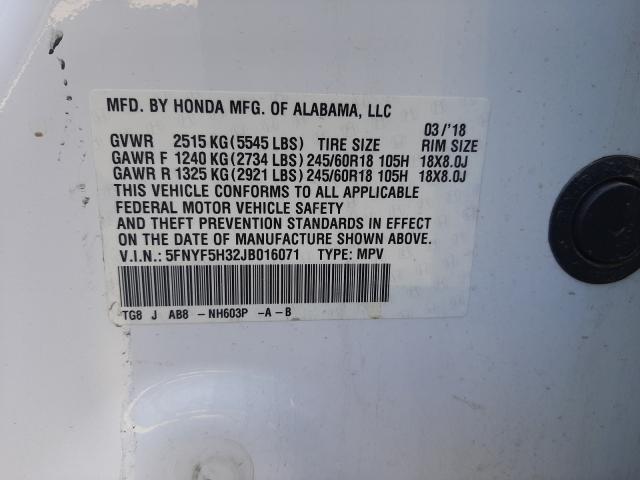 MFD. BY HONDA MFG. OF ALABAMA, LLC
03 /'18
GVWR 2515 KG (5545 LBS) TIRE SIZE RIM SIZE
GAWR F 1240 KG (2734 LBS) 245/60R18 105H 18X8.0J
GAWR R 1325 KG (2921 LBS) 245/60R18 105H 18X8.0J
THIS VEHICLE CONFORMS TO ALL APPLICABLE
FEDERAL MOTOR VEHICLE SAFETY
AND THEFT PREVENTION STANDARDS IN EFFECT
ON THE DATE OF MANUFACTURE SHOWN ABOVE.
V.I.N.: 5FNYF5H32JB016071 TYPE: MPV
TG8 J AB8 - NH603P -A - B